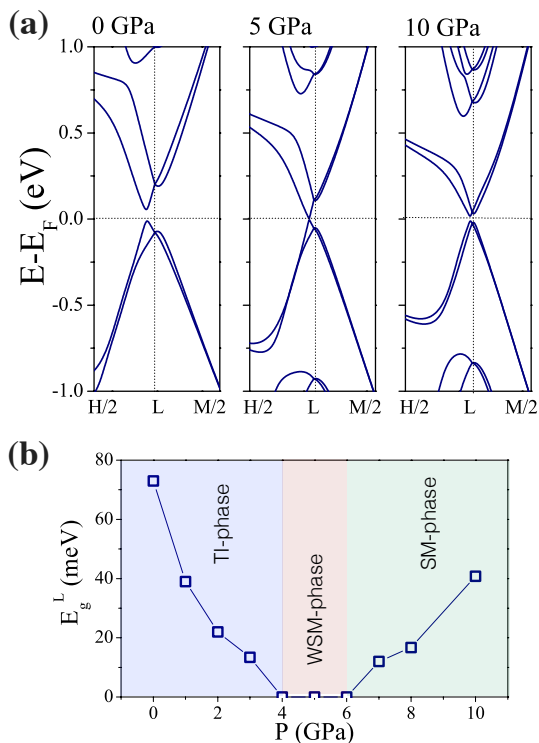 (a) 0 GPa 5 GPa 10 GPa
E-E_F (eV)
1.0
0.5
0.0
-0.5
-1.0
H/2 L M/2 H/2 L M/2 H/2 L M/2
(b)
E_g^L (meV)
80
60
40
20
0
TI-phase
WSM-phase
SM-phase
0 2 4 6 8 10
P (GPa)